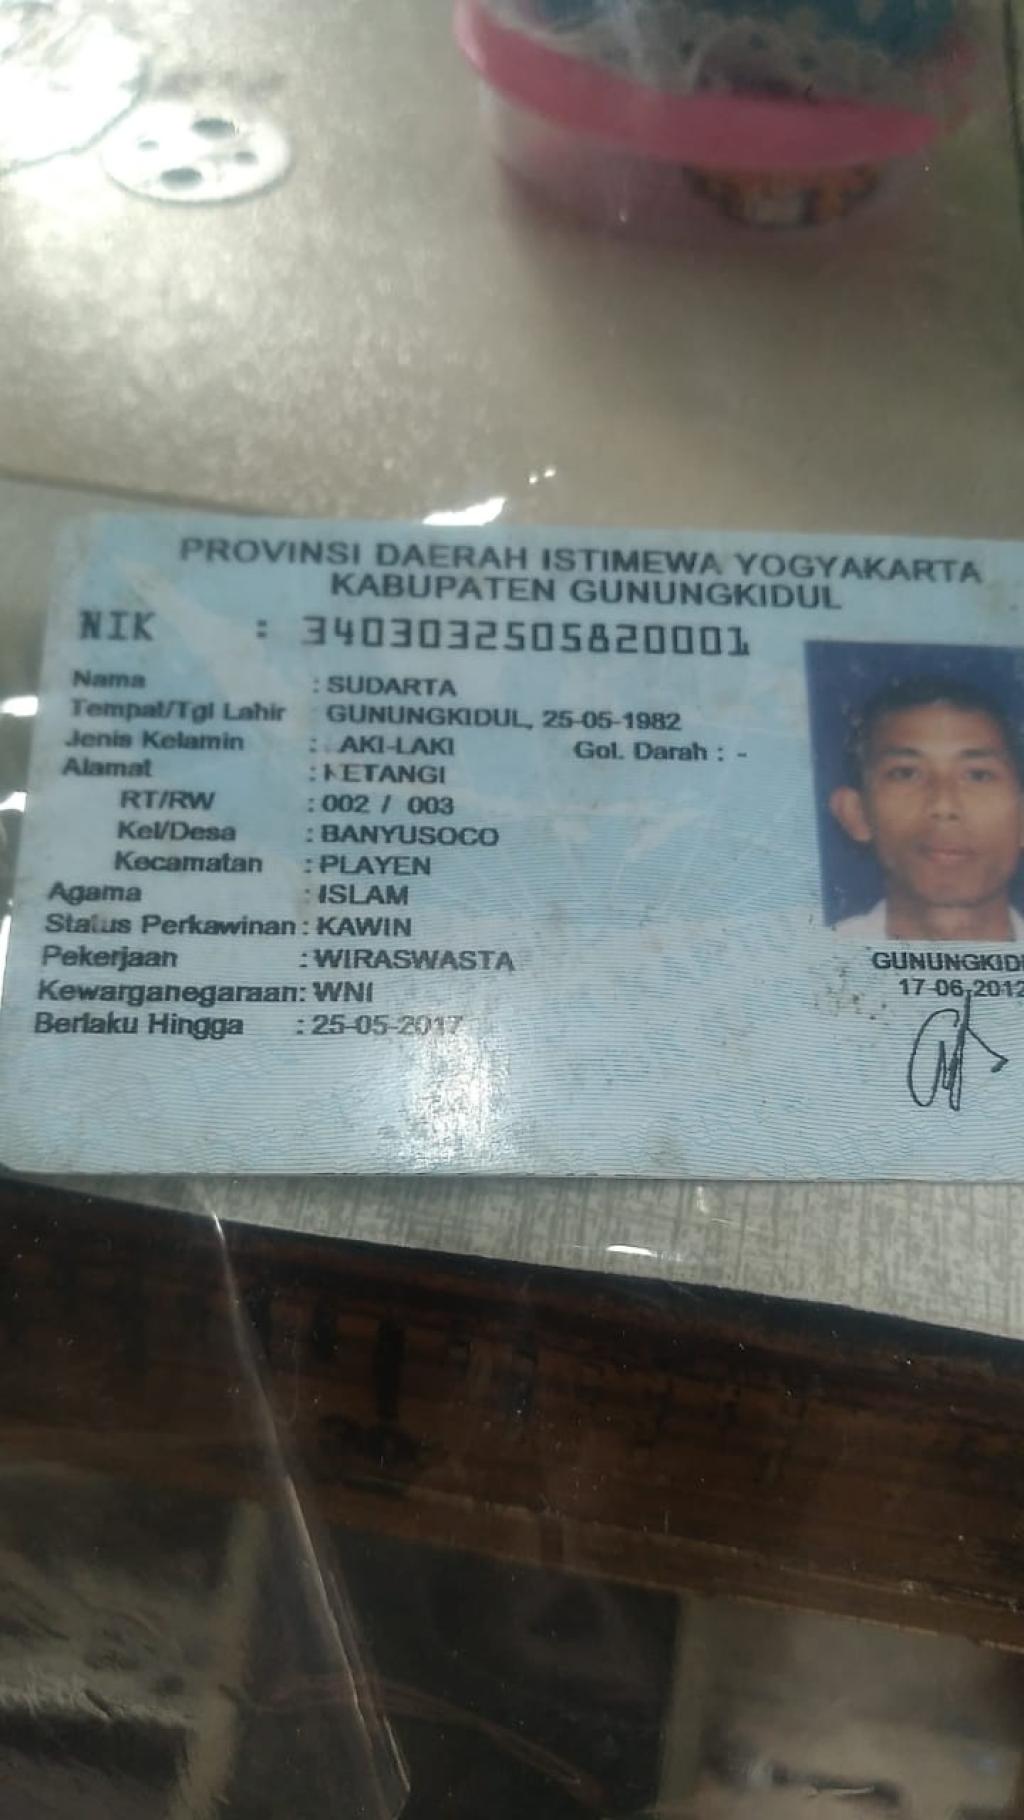 PROVINSI DAERAH ISTIMEWA YOGYAKARTA
KABUPATEN GUNUNGKIDUL
NIK : 3403032505820001
Nama : SUDARTA
Tempat/Tgl Lahir GUNUNGKIDUL, 25-05-1982
Jenis Kelamin : AKI-LAKI Gol. Darah : -
Alamat : KETANGI
RT/RW : 002 / 003
Kel/Desa : BANYUSOCO
Kecamatan : PLAYEN
Agama : ISLAM
Status Perkawinan : KAWIN
Pekerjaan : WIRASWASTA
Kewarganegaraan : WNI
Berlaku Hingga : 25-05-2017
GUNUNGKID
17-06-2012